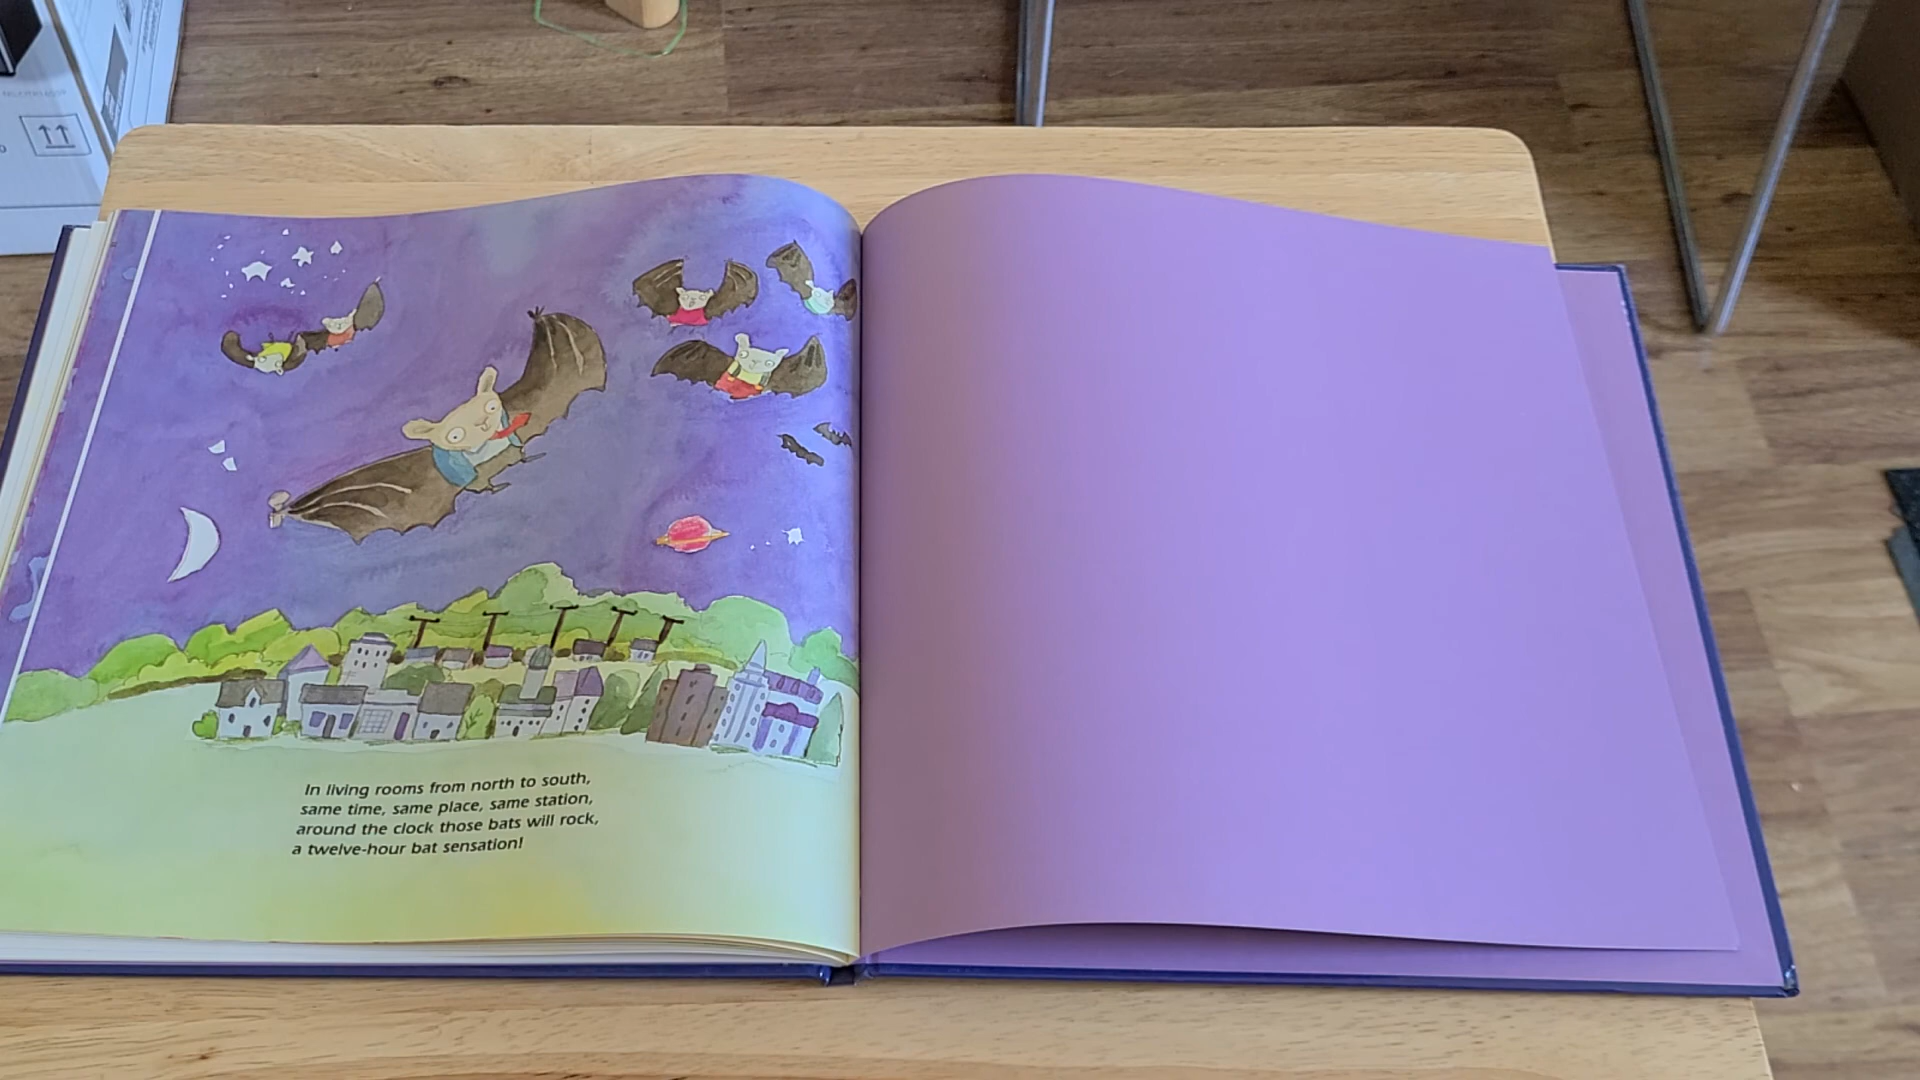 In living rooms from north to south,
same time, same place, same station,
around the clock those bats will rock,
a twelve-hour bat sensation!